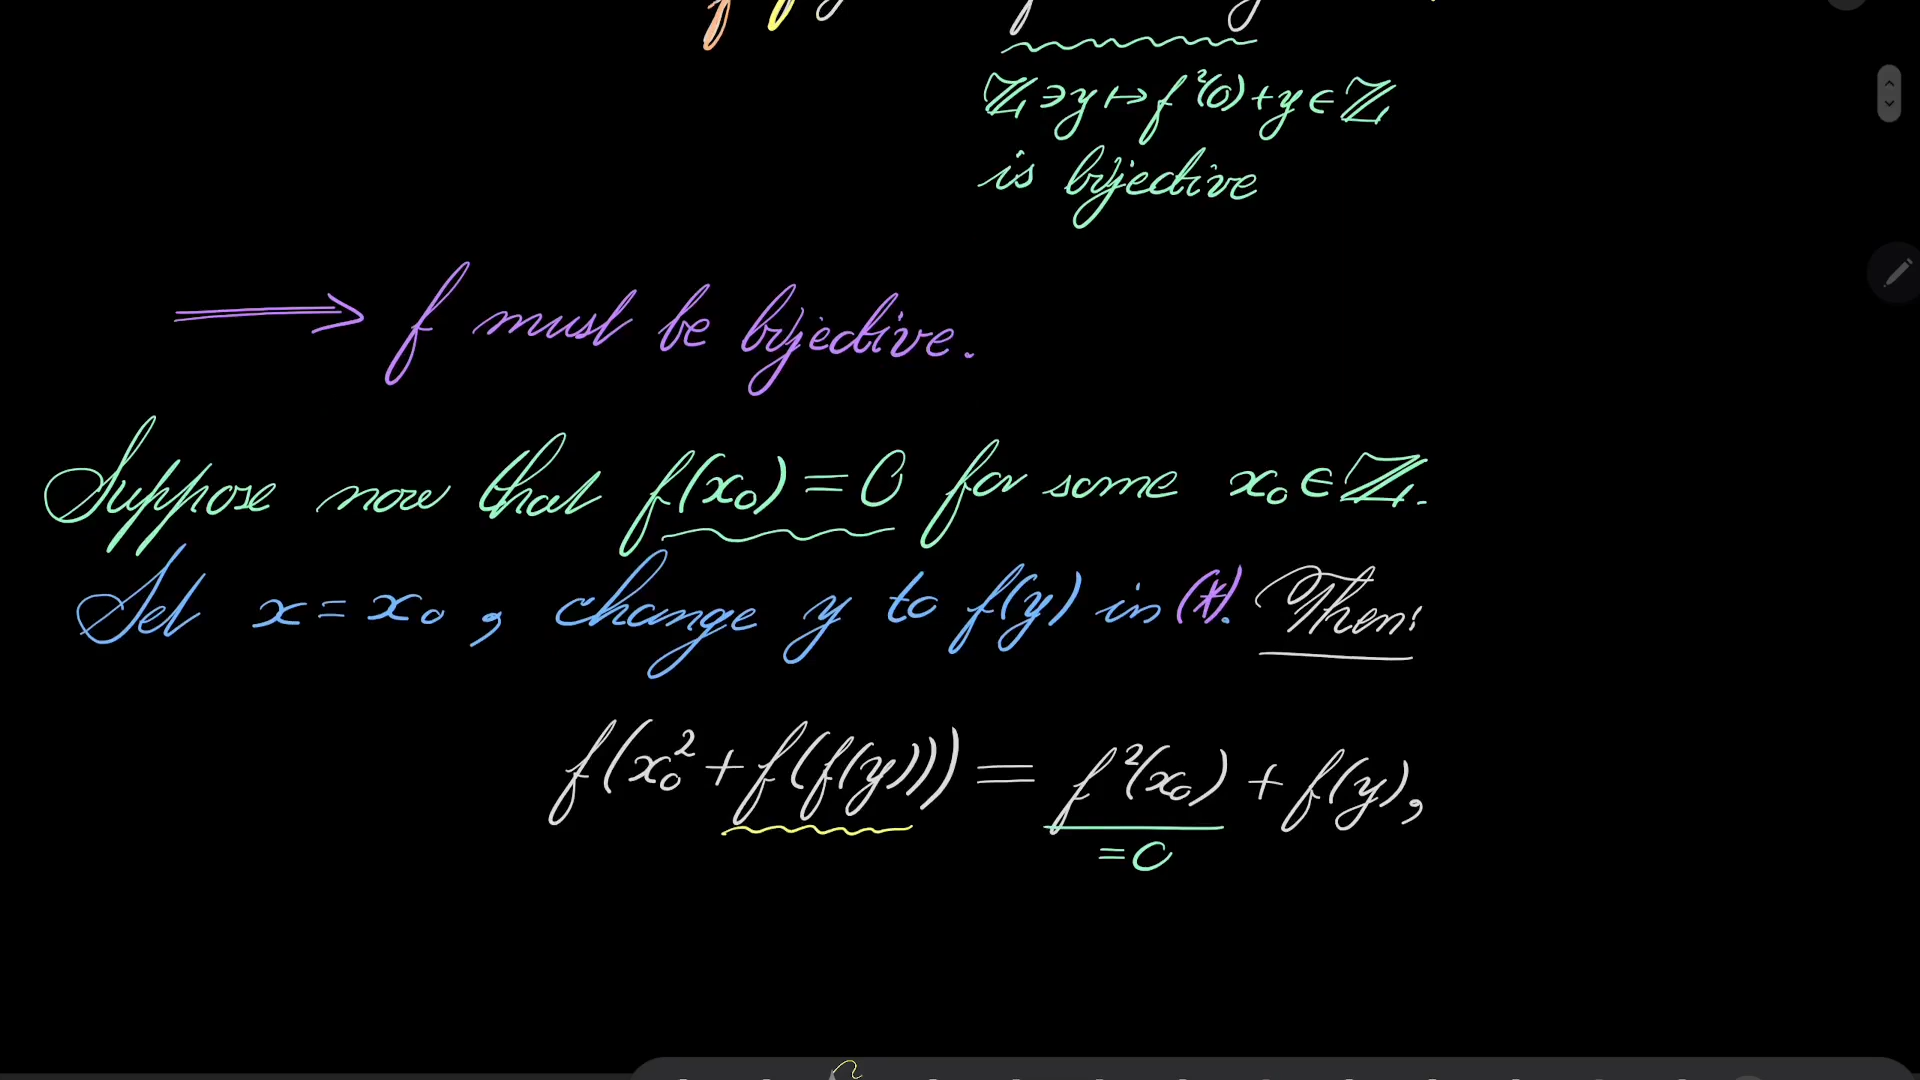 ℤ∋y↦f²(0)+y∈ℤ
is bijective
⟹ f must be bijective.
Suppose now that f(x₀)=0 for some x₀∈ℤ.
Set x=x₀, change y to f(y) in (*). Then:
f(x₀²+f(f(y)))=f²(x₀)+f(y),
=0